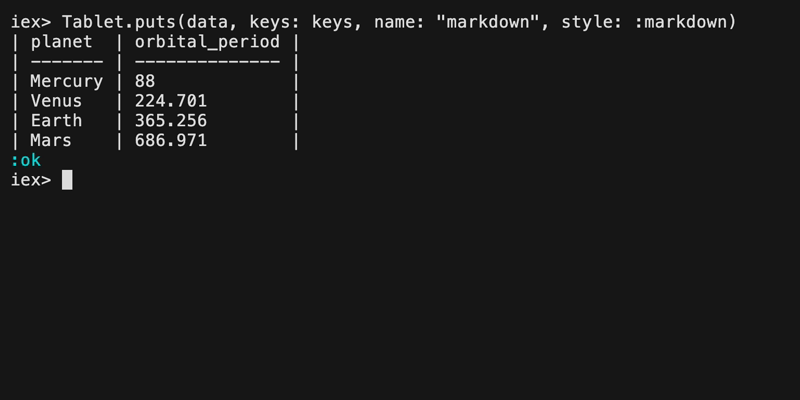 iex> Tablet.puts(data, keys: keys, name: "markdown", style: :markdown)
| planet  | orbital_period |
| ------- | -------------- |
| Mercury | 88             |
| Venus   | 224.701        |
| Earth   | 365.256        |
| Mars    | 686.971        |
:ok
iex>